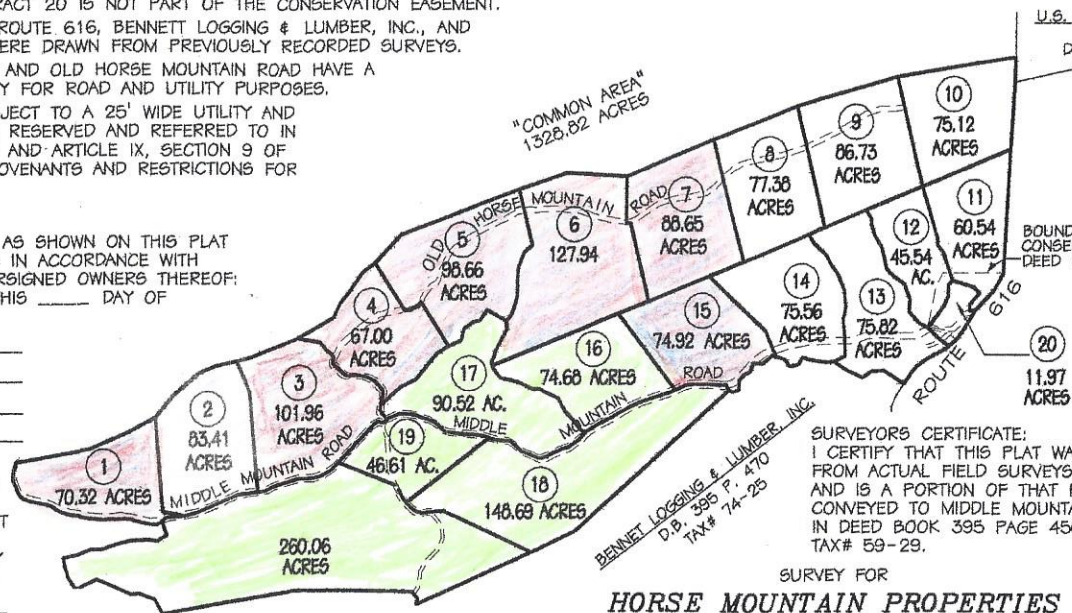 RACT 20 IS NOT PART OF THE CONSERVATION EASEMENT.
ROUTE 616, BENNETT LOGGING & LUMBER, INC., AND
ERE DRAWN FROM PREVIOUSLY RECORDED SURVEYS.
AND OLD HORSE MOUNTAIN ROAD HAVE A
Y FOR ROAD AND UTILITY PURPOSES.
JECT TO A 25' WIDE UTILITY AND
RESERVED AND REFERRED TO IN
AND ARTICLE IX, SECTION 9 OF
OVENANTS AND RESTRICTIONS FOR
AS SHOWN ON THIS PLAT
IN ACCORDANCE WITH
RSIGNED OWNERS THEREOF:
HIS ____ DAY OF
U.S.
D
"COMMON AREA"
1328.82 ACRES
10
75.12
ACRES
9
86.73
ACRES
8
77.38
ACRES
7
88.65
ACRES
OLD HORSE MOUNTAIN ROAD
6
127.94
5
98.66
ACRES
4
67.00
ACRES
3
101.96
ACRES
2
83.41
ACRES
1
70.32 ACRES
11
60.54
ACRES
12
45.54
AC.
13
75.82
ACRES
14
75.56
ACRES
15
74.92 ACRES
16
74.68 ACRES
17
90.52 AC.
19
46.61 AC.
18
148.69 ACRES
260.06
ACRES
MIDDLE MOUNTAIN ROAD
MIDDLE MOUNTAIN ROAD
BOUND
CONSE
DEED
ROUTE 616
20
11.97
ACRES
BENNET LOGGING & LUMBER, INC.
D.B. 395 P. 470
TAX# 74-25
SURVEYORS CERTIFICATE:
I CERTIFY THAT THIS PLAT WA
FROM ACTUAL FIELD SURVEYS
AND IS A PORTION OF THAT
CONVEYED TO MIDDLE MOUNTA
IN DEED BOOK 395 PAGE 45
TAX# 59-29.
SURVEY FOR
HORSE MOUNTAIN PROPERTIES